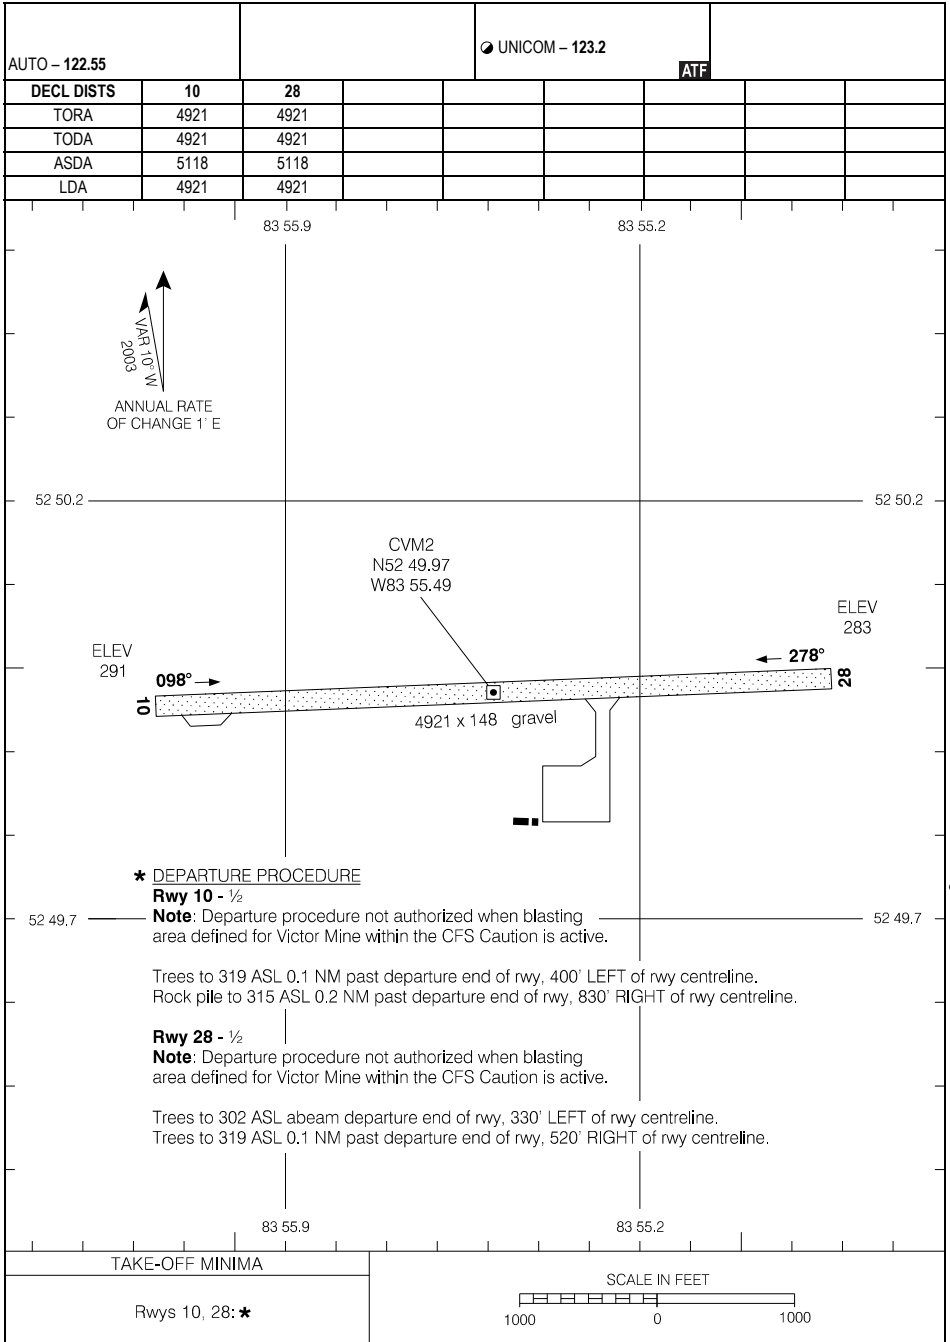 AUTO – 122.55
UNICOM – 123.2
ATF
DECL DISTS 10 28
TORA 4921 4921
TODA 4921 4921
ASDA 5118 5118
LDA 4921 4921
83 55.9 83 55.2
VAR 10° W
2003
ANNUAL RATE
OF CHANGE 1' E
52 50.2 52 50.2
CVM2
N52 49.97
W83 55.49
ELEV
283
ELEV
291
278°
098°
10
28
4921 x 148 gravel
* DEPARTURE PROCEDURE
Rwy 10 - ½
52 49.7 Note: Departure procedure not authorized when blasting 52 49.7
area defined for Victor Mine within the CFS Caution is active.
Trees to 319 ASL 0.1 NM past departure end of rwy, 400' LEFT of rwy centreline.
Rock pile to 315 ASL 0.2 NM past departure end of rwy, 830' RIGHT of rwy centreline.
Rwy 28 - ½
Note: Departure procedure not authorized when blasting
area defined for Victor Mine within the CFS Caution is active.
Trees to 302 ASL abeam departure end of rwy, 330' LEFT of rwy centreline.
Trees to 319 ASL 0.1 NM past departure end of rwy, 520' RIGHT of rwy centreline.
83 55.9 83 55.2
TAKE-OFF MINIMA
Rwys 10, 28: *
SCALE IN FEET
1000 0 1000